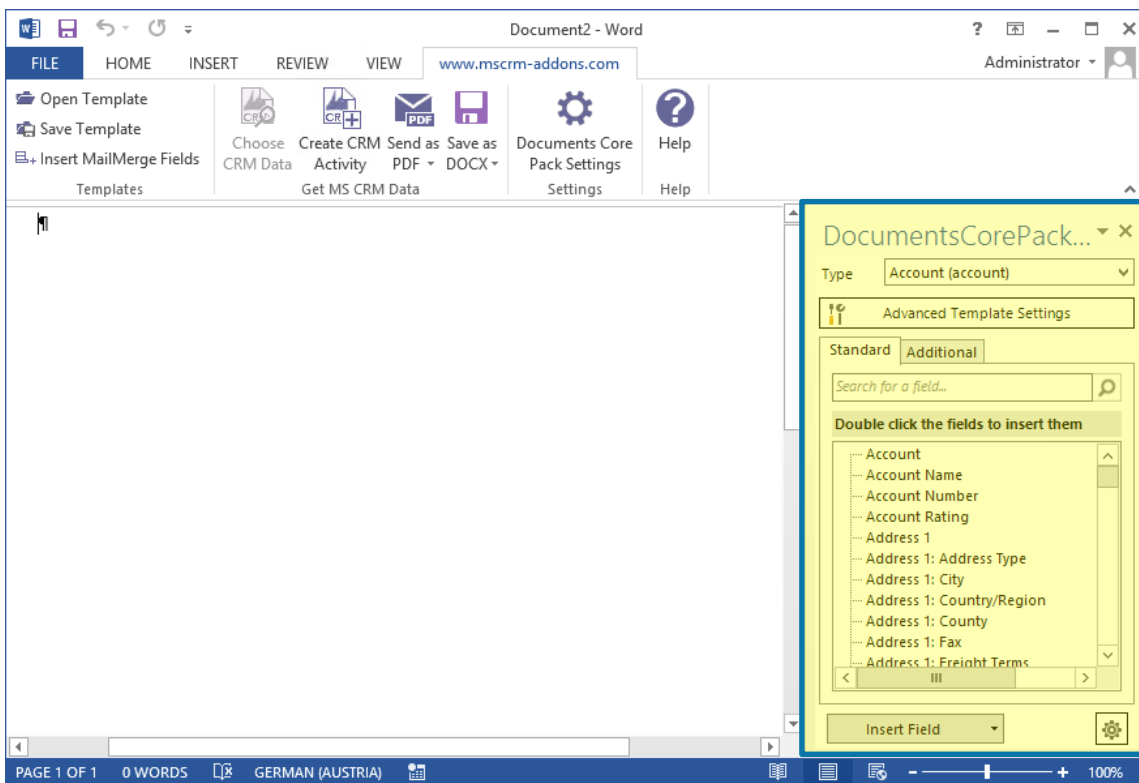 Document2 - Word
FILE HOME INSERT REVIEW VIEW www.mscrm-addons.com Administrator
Open Template
Save Template
Insert MailMerge Fields
Templates
Choose CRM Data
Create CRM Activity
Send as PDF
Save as DOCX
Get MS CRM Data
Documents Core Pack Settings
Settings
Help
Help
DocumentsCorePack...
Type Account (account)
Advanced Template Settings
Standard Additional
Search for a field...
Double click the fields to insert them
Account
Account Name
Account Number
Account Rating
Address 1
Address 1: Address Type
Address 1: City
Address 1: Country/Region
Address 1: County
Address 1: Fax
Address 1: Freight Terms
Insert Field
PAGE 1 OF 1 0 WORDS GERMAN (AUSTRIA) 100%